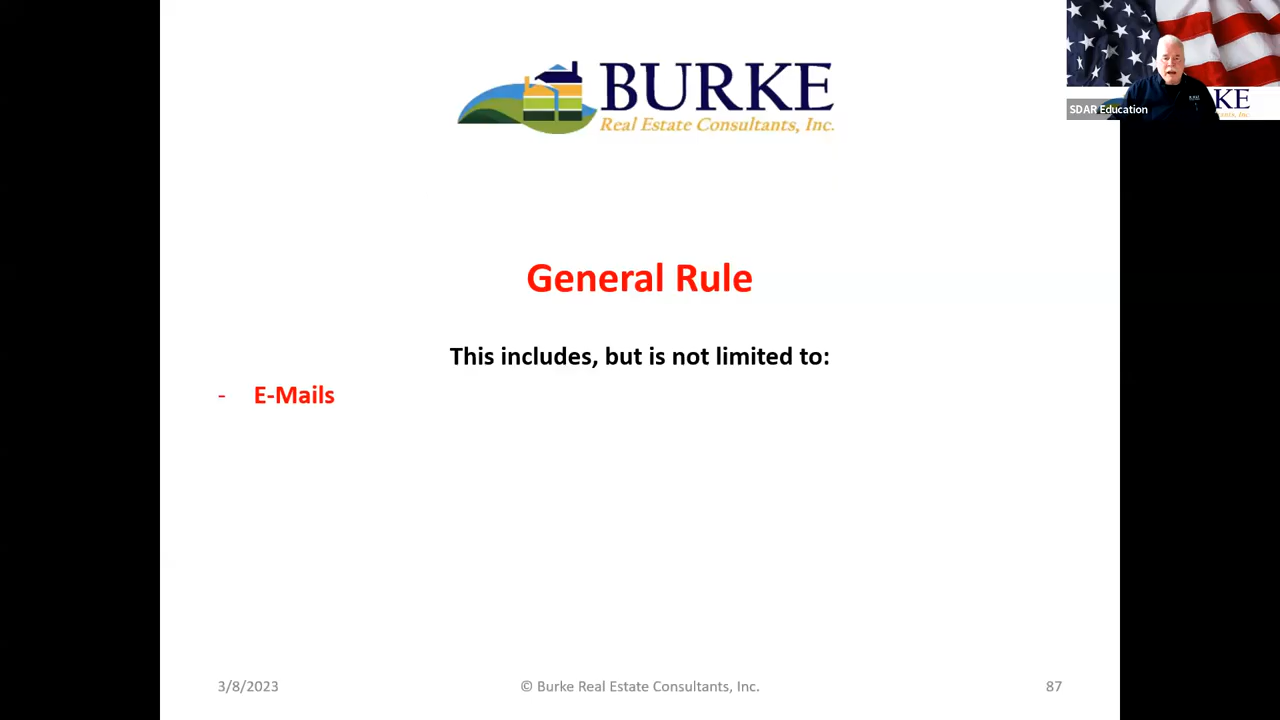 BURKE
Real Estate Consultants, Inc.
SDAR Education
General Rule
This includes, but is not limited to:
- E-Mails
3/8/2023
© Burke Real Estate Consultants, Inc.
87